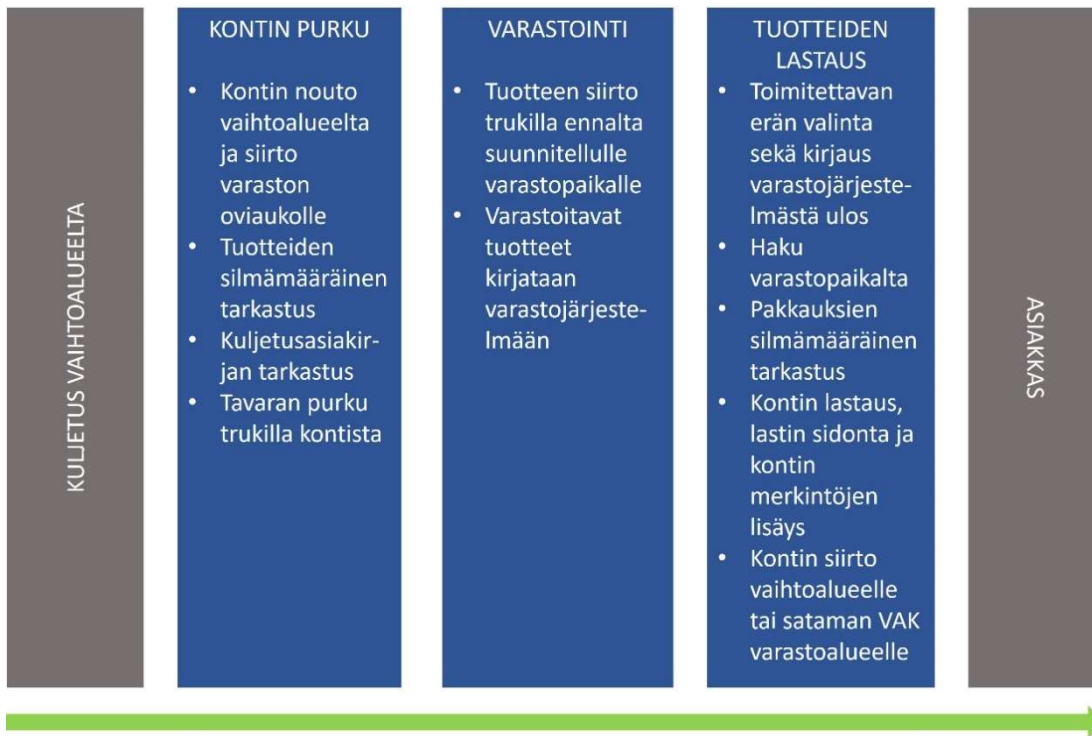 KULJETUS VAIHTOALUEELTA
KONTIN PURKU
• Kontin nouto
vaihtoalueelta
ja siirto
varaston
oviaukolle
• Tuotteiden
silmämääräinen
tarkastus
• Kuljetusasiakir-
jan tarkastus
• Tavaran purku
trukilla kontista
VARASTOINTI
• Tuotteen siirto
trukilla ennalta
suunnitellulle
varastopaikalle
• Varastoitavat
tuotteet
kirjataan
varastojärjeste-
lmään
TUOTTEIDEN
LASTAUS
• Toimitettavan
erän valinta
sekä kirjaus
varastojärjeste-
lmästä ulos
• Haku
varastopaikalta
• Pakkauksien
silmämääräinen
tarkastus
• Kontin lastaus,
lastin sidonta ja
kontin
merkintöjen
lisäys
• Kontin siirto
vaihtoalueelle
tai sataman VAK
varastoalueelle
ASIAKKAS